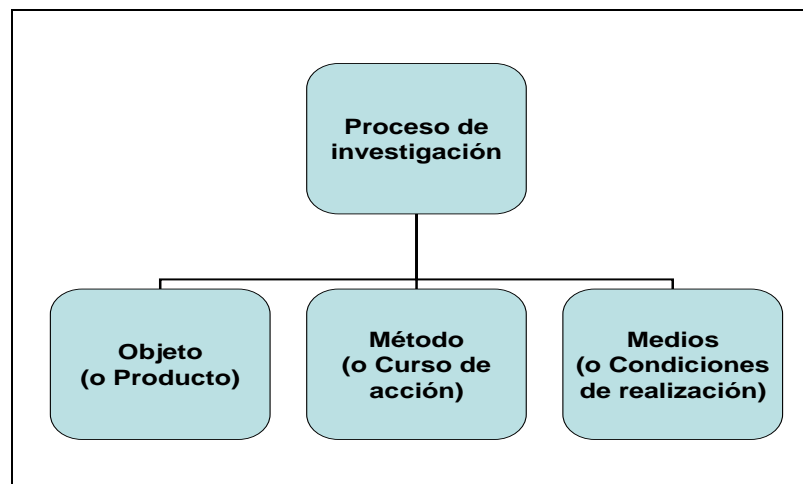 Proceso de
investigación
Objeto
(o Producto)
Método
(o Curso de
acción)
Medios
(o Condiciones
de realización)